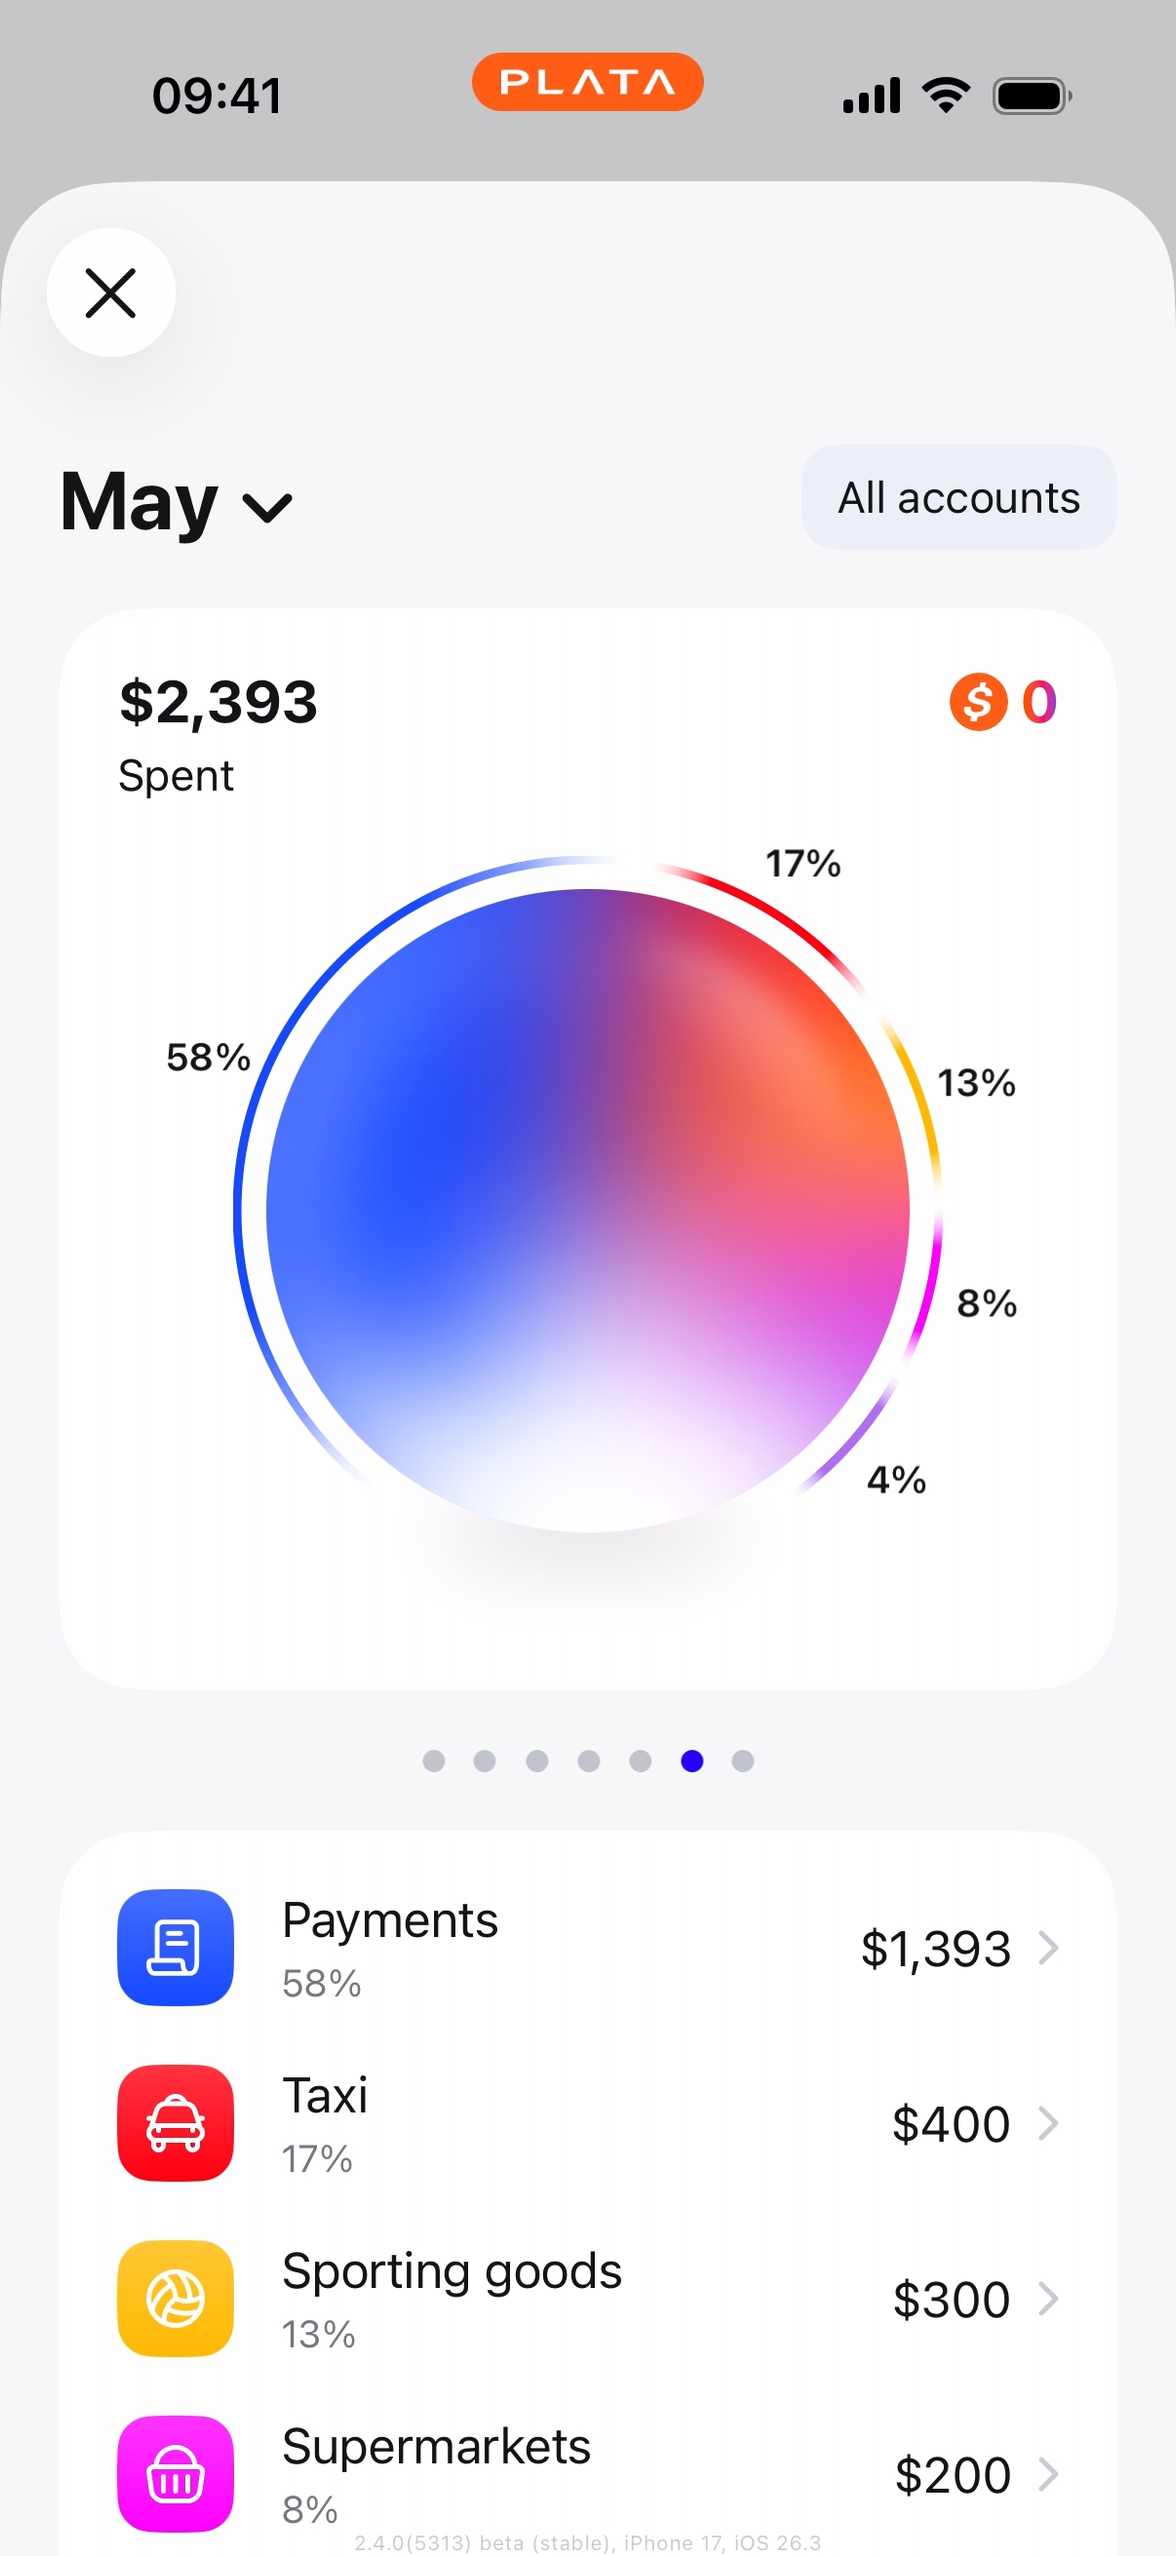 09:41
PLATA
May
All accounts
$2,393
$ 0
Spent
17%
58%
13%
8%
4%
Payments
58%
$1,393
Taxi
17%
$400
Sporting goods
13%
$300
Supermarkets
8%
$200
2.4.0(5313) beta (stable), iPhone 17, iOS 26.3